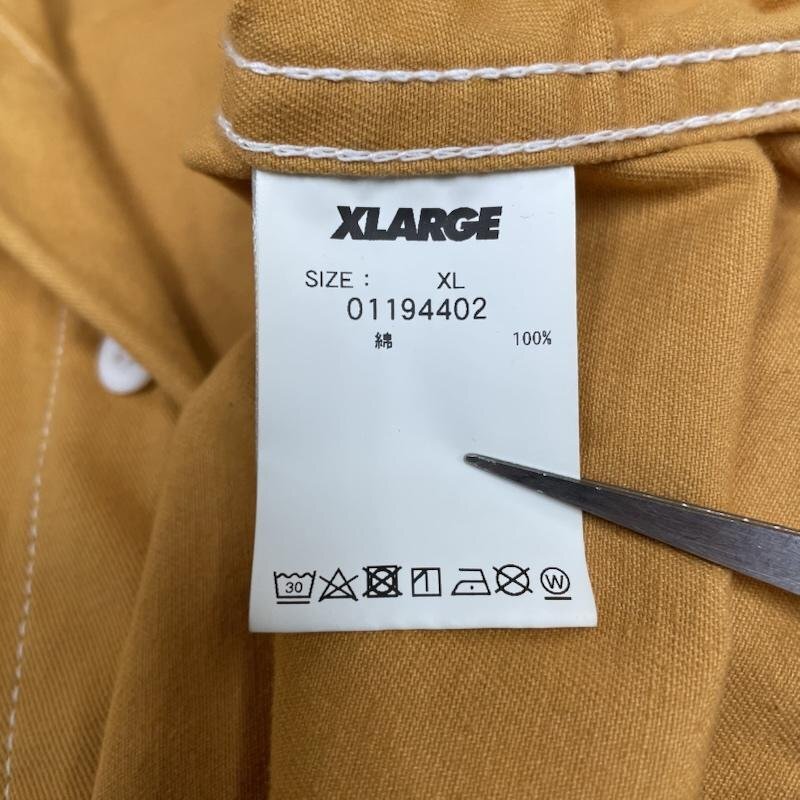 XLARGE
SIZE : XL
01194402
綿 100%
30 W